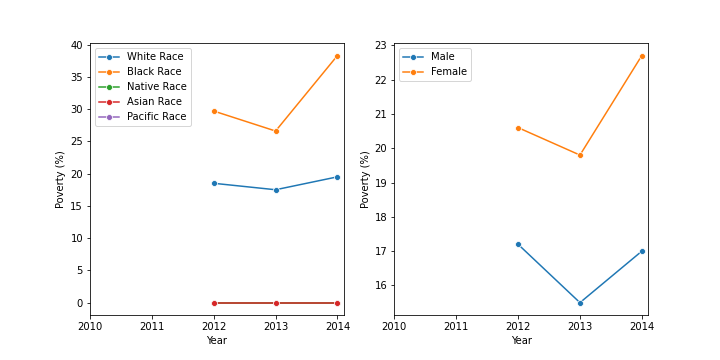 White Race
Black Race
Native Race
Asian Race
Pacific Race
40
35
30
25
20
15
10
5
0
Poverty (%)
2010 2011 2012 2013 2014
Year
Male
Female
23
22
21
20
19
18
17
16
Poverty (%)
2010 2011 2012 2013 2014
Year